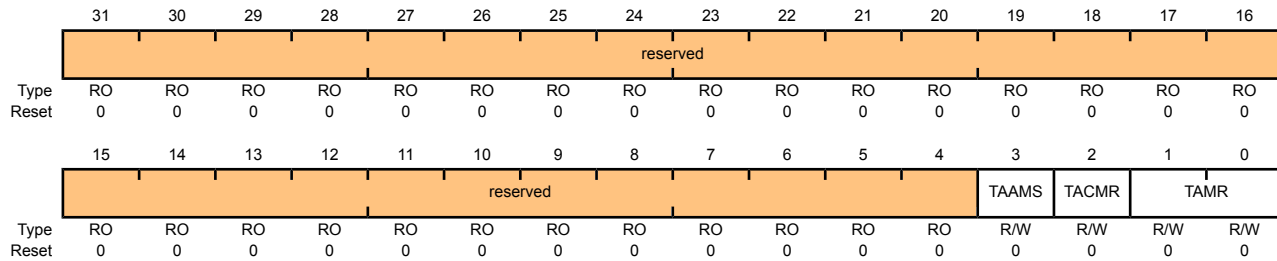 31 30 29 28 27 26 25 24 23 22 21 20 19 18 17 16
reserved
Type RO RO RO RO RO RO RO RO RO RO RO RO RO RO RO RO
Reset 0 0 0 0 0 0 0 0 0 0 0 0 0 0 0 0
15 14 13 12 11 10 9 8 7 6 5 4 3 2 1 0
reserved TAAMS TACMR TAMR
Type RO RO RO RO RO RO RO RO RO RO RO RO R/W R/W R/W R/W
Reset 0 0 0 0 0 0 0 0 0 0 0 0 0 0 0 0